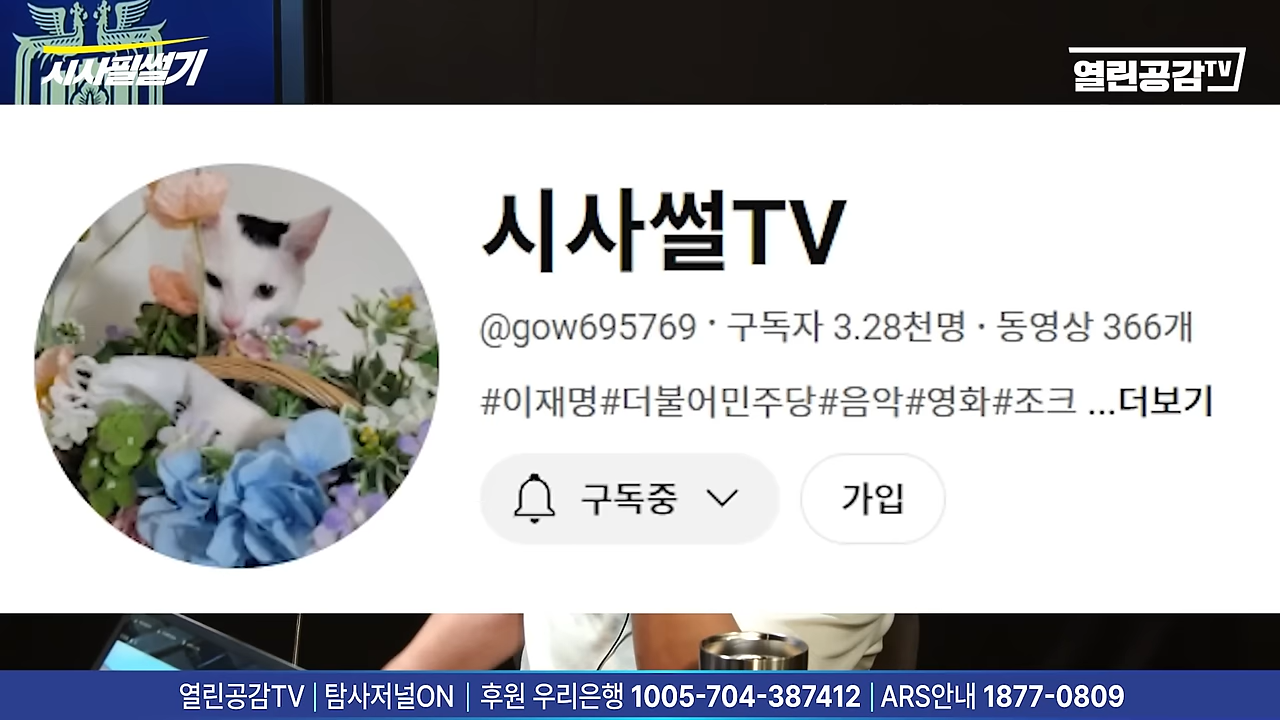 시사필썰기
열린공감TV
시사썰TV
@gow695769 · 구독자 3.28천명 · 동영상 366개
#이재명#더불어민주당#음악#영화#조크 ...더보기
구독중
가입
열린공감TV | 탐사저널ON | 후원 우리은행 1005-704-387412 | ARS안내 1877-0809